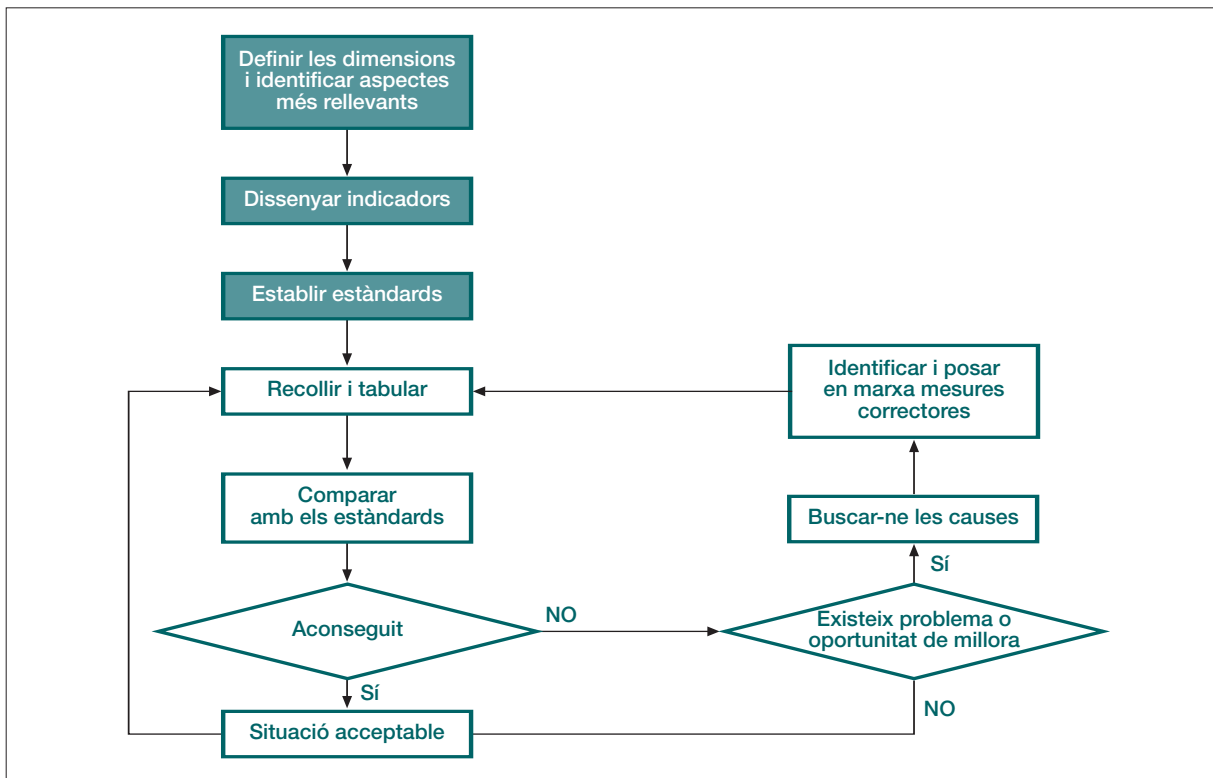 Definir les dimensions
i identificar aspectes
més rellevants
Dissenyar indicadors
Establir estàndards
Recollir i tabular
Identificar i posar
en marxa mesures
correctores
Comparar
amb els estàndards
Buscar-ne les causes
Sí
Aconseguit
NO
Existeix problema o
oportunitat de millora
Sí
NO
Situació acceptable